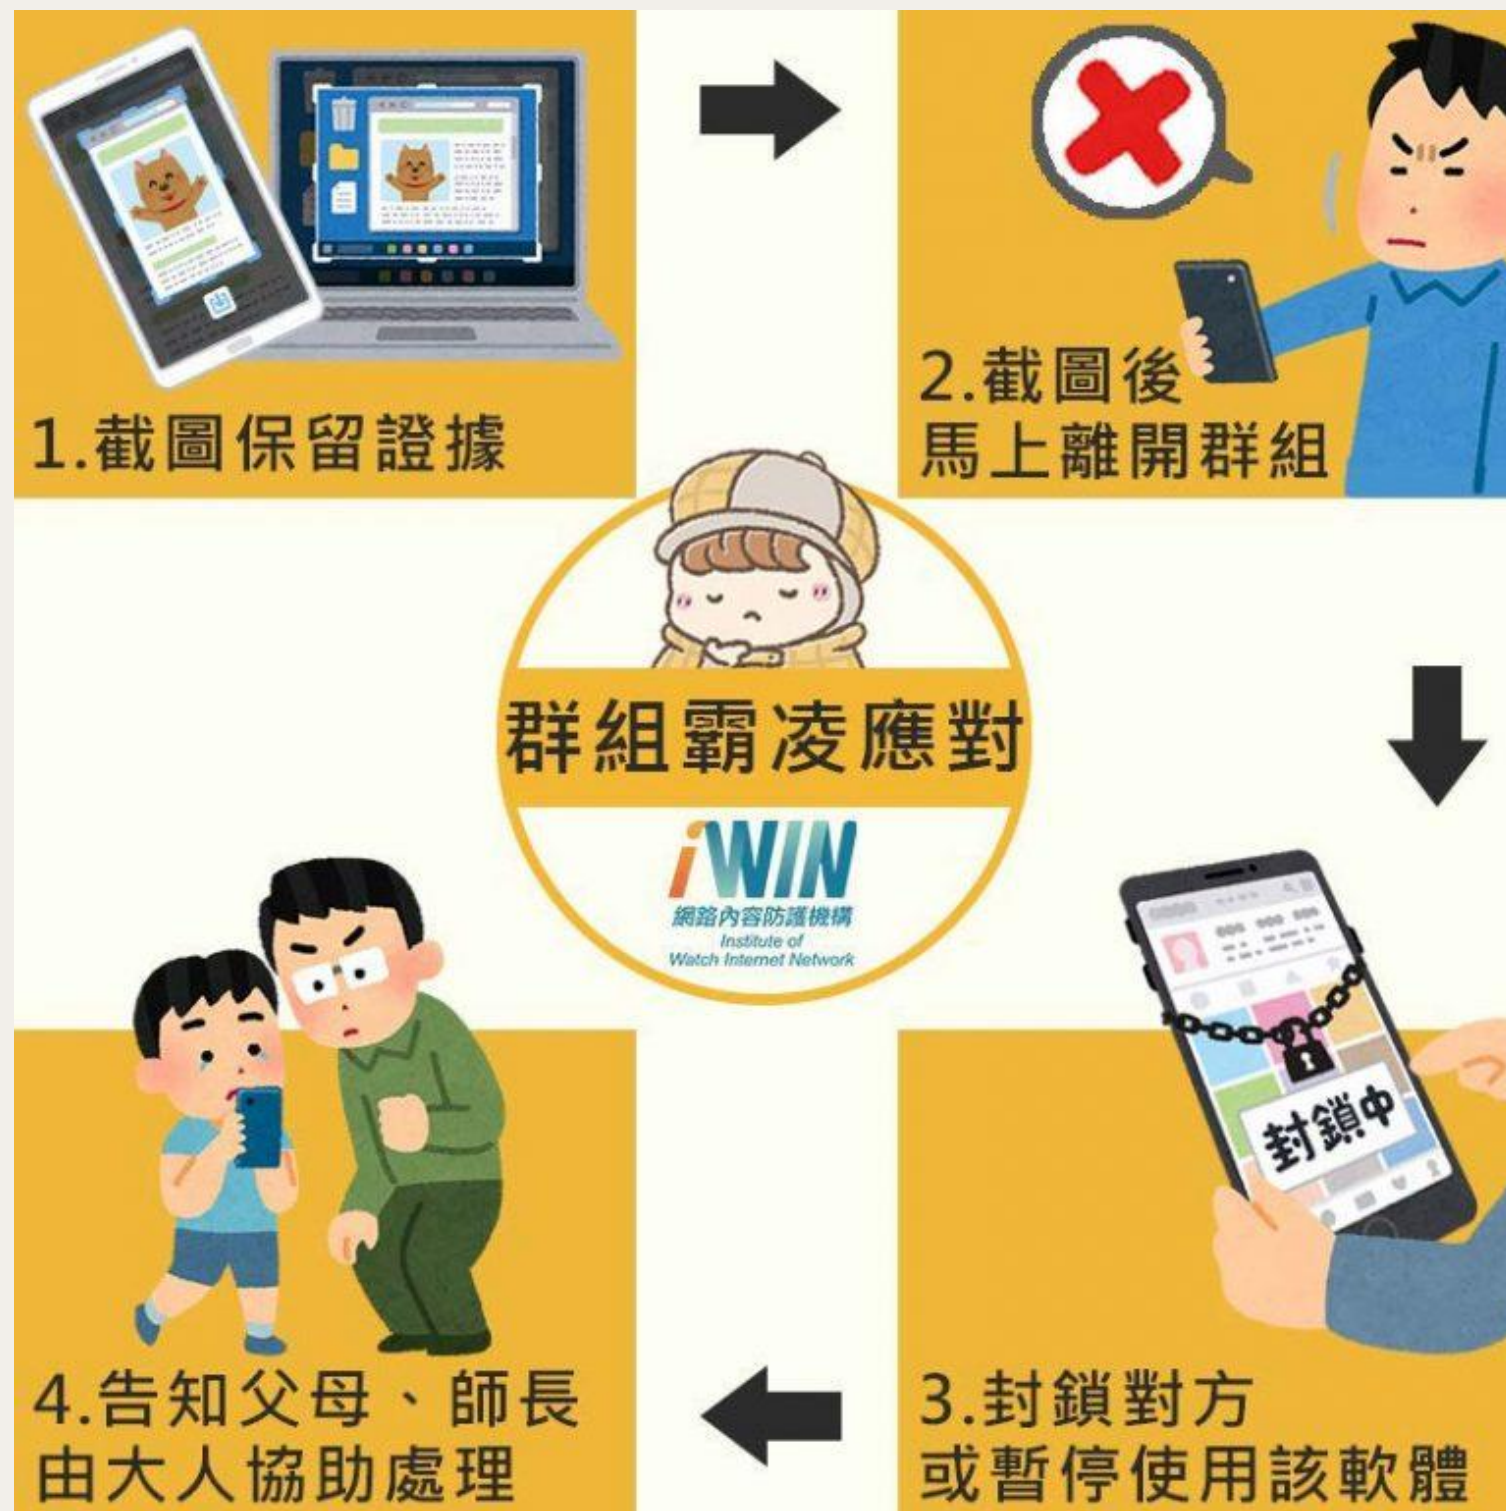 1.截圖保留證據
2.截圖後
馬上離開群組
群組霸凌應對
iWIN
網路內容防護機構
Institute of
Watch Internet Network
封鎖中
3.封鎖對方
或暫停使用該軟體
4.告知父母、師長
由大人協助處理